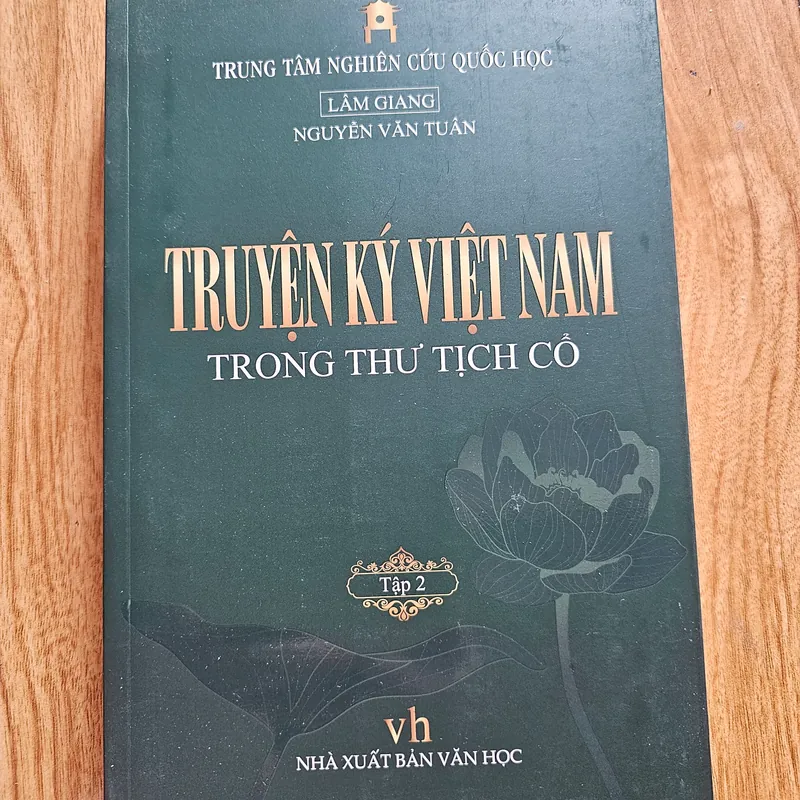 TRUNG TÂM NGHIÊN CỨU QUỐC HỌC
LÂM GIANG
NGUYỄN VĂN TUÂN
TRUYỆN KÝ VIỆT NAM
TRONG THƯ TỊCH CỔ
Tập 2
vh
NHÀ XUẤT BẢN VĂN HỌC